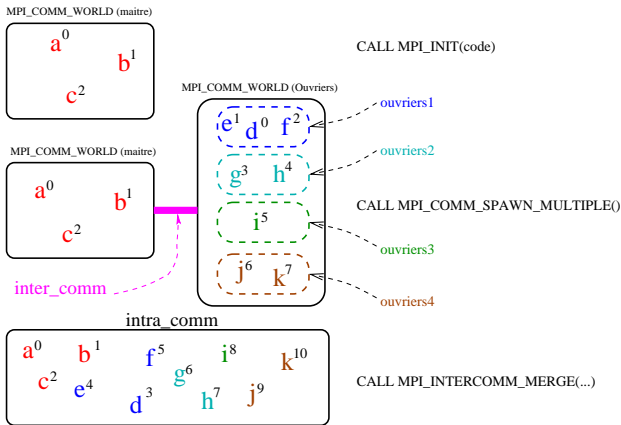 MPI_COMM_WORLD (maitre)
a0
b1
c2
CALL MPI_INIT(code)
MPI_COMM_WORLD (Ouvriers)
e1 d0 f2
ouvriers1
MPI_COMM_WORLD (maitre)
g3 h4
ouvriers2
a0
b1
c2
i5
CALL MPI_COMM_SPAWN_MULTIPLE()
ouvriers3
j6 k7
inter_comm
ouvriers4
intra_comm
a0 b1 f5 i8 k10
c2 e4 d3 g6 h7 j9
CALL MPI_INTERCOMM_MERGE(...)